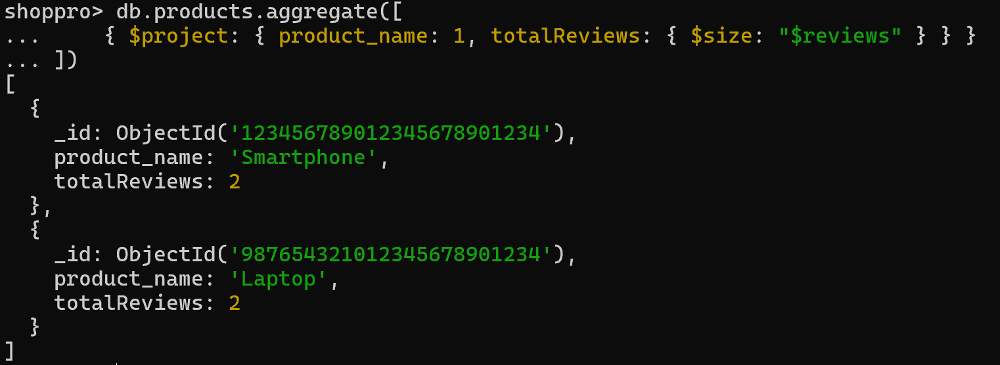 shoppro> db.products.aggregate([
...      { $project: { product_name: 1, totalReviews: { $size: "$reviews" } } }
... ])
[
  {
    _id: ObjectId('123456789012345678901234'),
    product_name: 'Smartphone',
    totalReviews: 2
  },
  {
    _id: ObjectId('987654321012345678901234'),
    product_name: 'Laptop',
    totalReviews: 2
  }
]